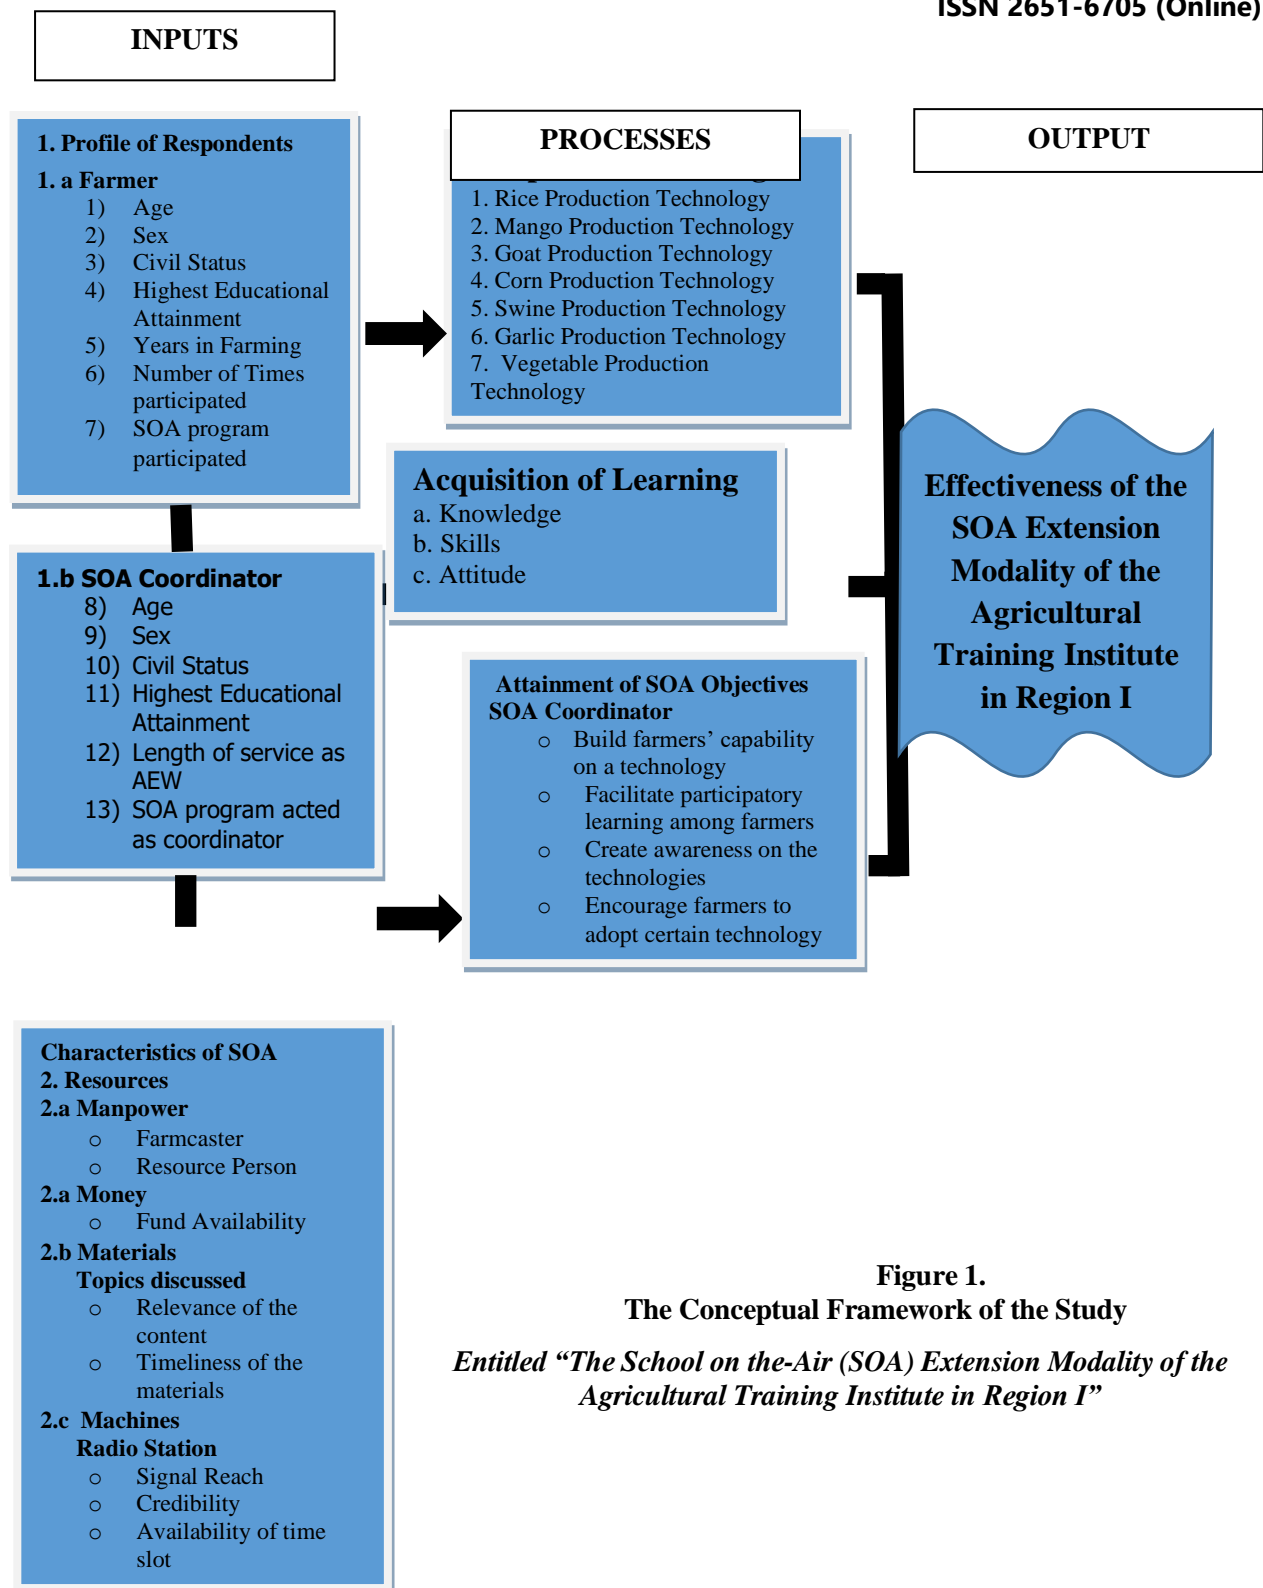 ISSN 2651-6705 (Online)
INPUTS
1. Profile of Respondents
1. a Farmer
1) Age
2) Sex
3) Civil Status
4) Highest Educational
Attainment
5) Years in Farming
6) Number of Times
participated
7) SOA program
participated
1.b SOA Coordinator
8) Age
9) Sex
10) Civil Status
11) Highest Educational
Attainment
12) Length of service as
AEW
13) SOA program acted
as coordinator
Characteristics of SOA
2. Resources
2.a Manpower
o Farmcaster
o Resource Person
2.a Money
o Fund Availability
2.b Materials
Topics discussed
o Relevance of the
content
o Timeliness of the
materials
2.c Machines
Radio Station
o Signal Reach
o Credibility
o Availability of time
slot
PROCESSES
1. Rice Production Technology
2. Mango Production Technology
3. Goat Production Technology
4. Corn Production Technology
5. Swine Production Technology
6. Garlic Production Technology
7. Vegetable Production
Technology
Acquisition of Learning
a. Knowledge
b. Skills
c. Attitude
Attainment of SOA Objectives
SOA Coordinator
o Build farmers’ capability
on a technology
o Facilitate participatory
learning among farmers
o Create awareness on the
technologies
o Encourage farmers to
adopt certain technology
OUTPUT
Effectiveness of the
SOA Extension
Modality of the
Agricultural
Training Institute
in Region I
Figure 1.
The Conceptual Framework of the Study
Entitled “The School on the-Air (SOA) Extension Modality of the
Agricultural Training Institute in Region I”